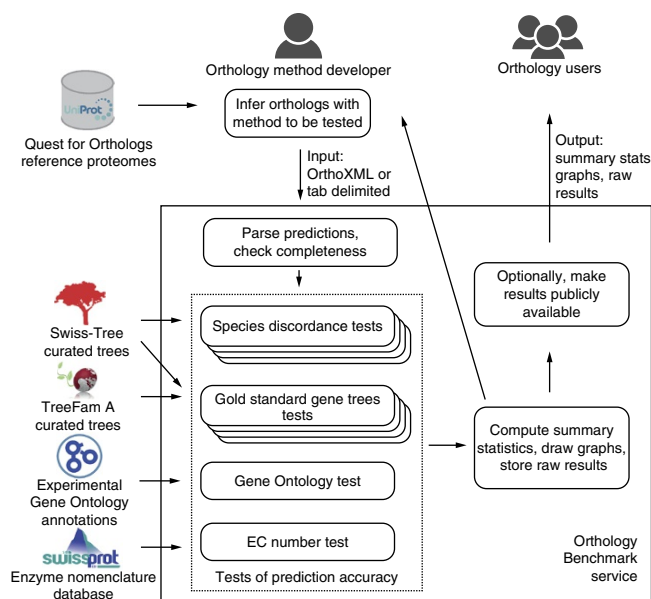 Orthology method developer
Orthology users
UniProt
Infer orthologs with
method to be tested
Quest for Orthologs
reference proteomes
Input:
OrthoXML or
tab delimited
Output:
summary stats
graphs, raw
results
Parse predictions,
check completeness
Optionally, make
results publicly
available
Species discordance tests
Swiss-Tree
curated trees
Gold standard gene trees
tests
TreeFam A
curated trees
Compute summary
statistics, draw graphs,
store raw results
Gene Ontology test
Experimental
Gene Ontology
annotations
EC number test
swissprot
Enzyme nomenclature
database
Tests of prediction accuracy
Orthology
Benchmark
service